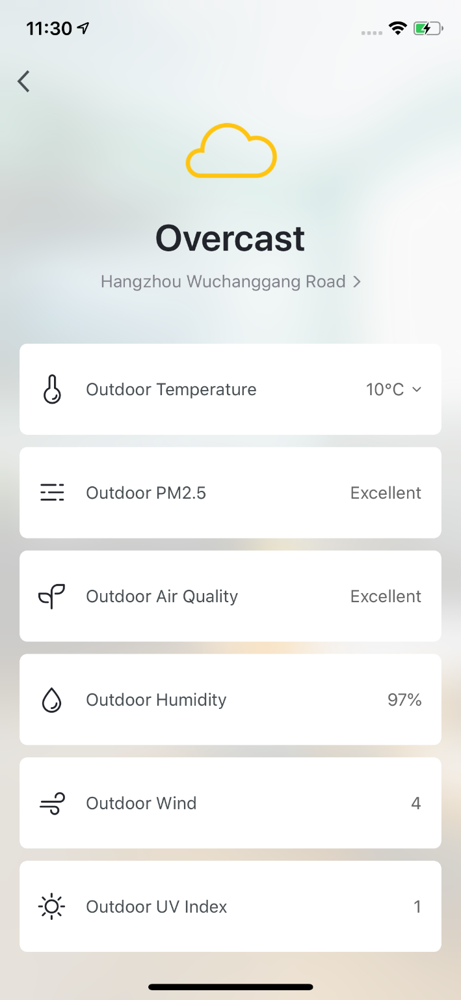 11:30
Overcast
Hangzhou Wuchanggang Road
Outdoor Temperature 10°C
Outdoor PM2.5 Excellent
Outdoor Air Quality Excellent
Outdoor Humidity 97%
Outdoor Wind 4
Outdoor UV Index 1